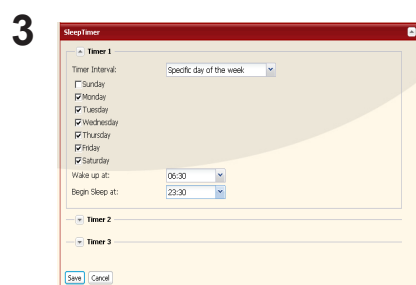 3
SleepTimer
Timer 1
Timer Interval: Specific day of the week
Sunday
Monday
Tuesday
Wednesday
Thursday
Friday
Saturday
Wake up at: 06:30
Begin Sleep at: 23:30
Timer 2
Timer 3
Save Cancel